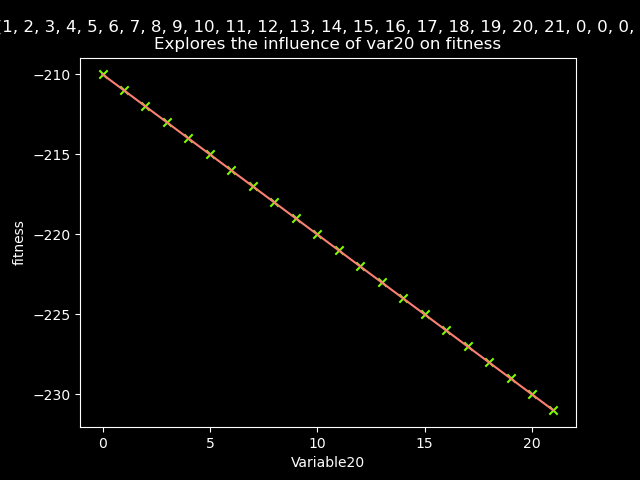 1, 2, 3, 4, 5, 6, 7, 8, 9, 10, 11, 12, 13, 14, 15, 16, 17, 18, 19, 20, 21, 0, 0, 0,
Explores the influence of var20 on fitness
−210
−215
−220
−225
−230
fitness
0 5 10 15 20
Variable20